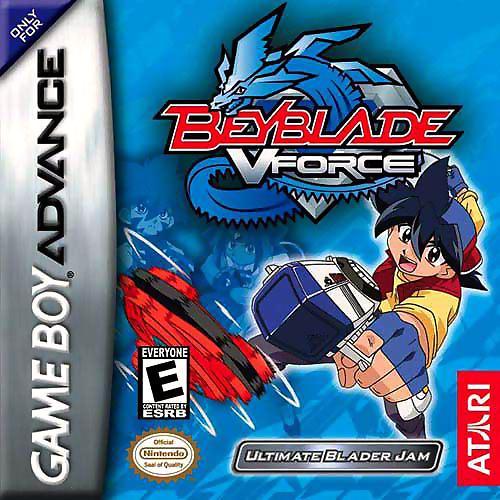 ONLY
FOR
GAME BOY ADVANCE
BEYBLADE
VFORCE
EVERYONE
E
CONTENT RATED BY
ESRB
Official
Nintendo
Seal of Quality
ULTIMATE BLADER JAM
ATARI